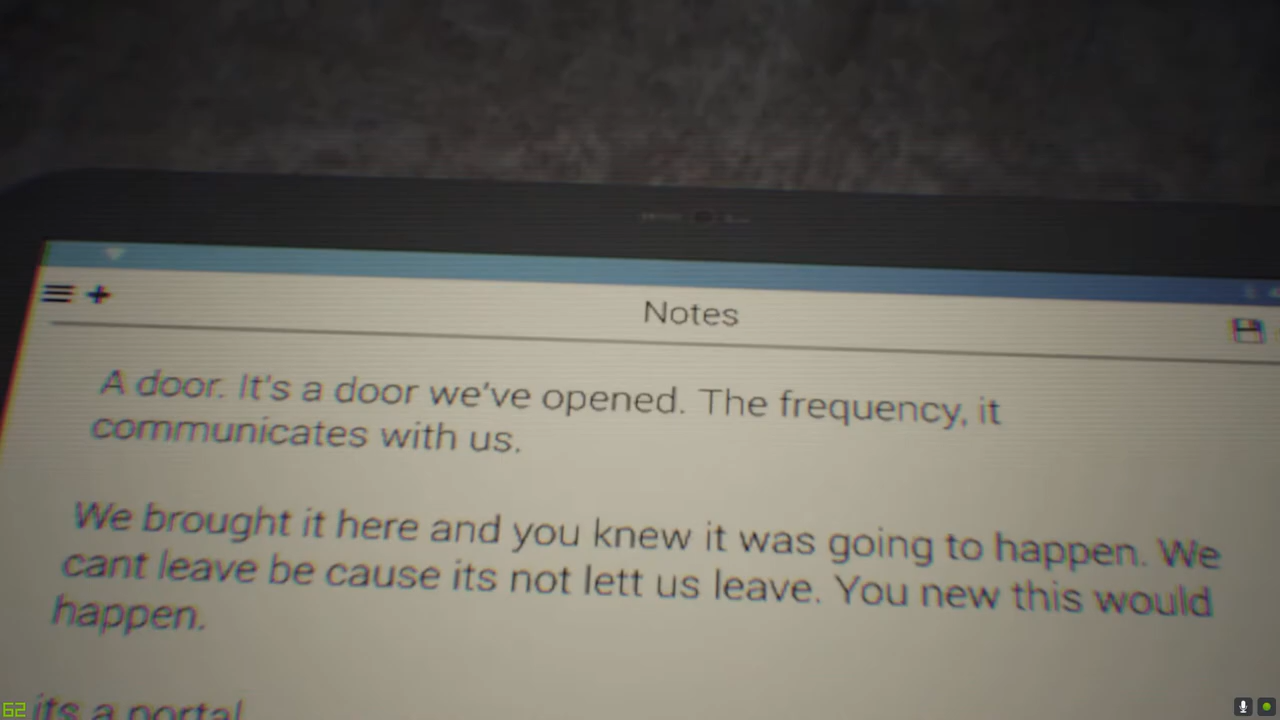 Notes
A door. It's a door we've opened. The frequency, it
communicates with us.
We brought it here and you knew it was going to happen. We
cant leave be cause its not lett us leave. You new this would
happen.
its a portal
62